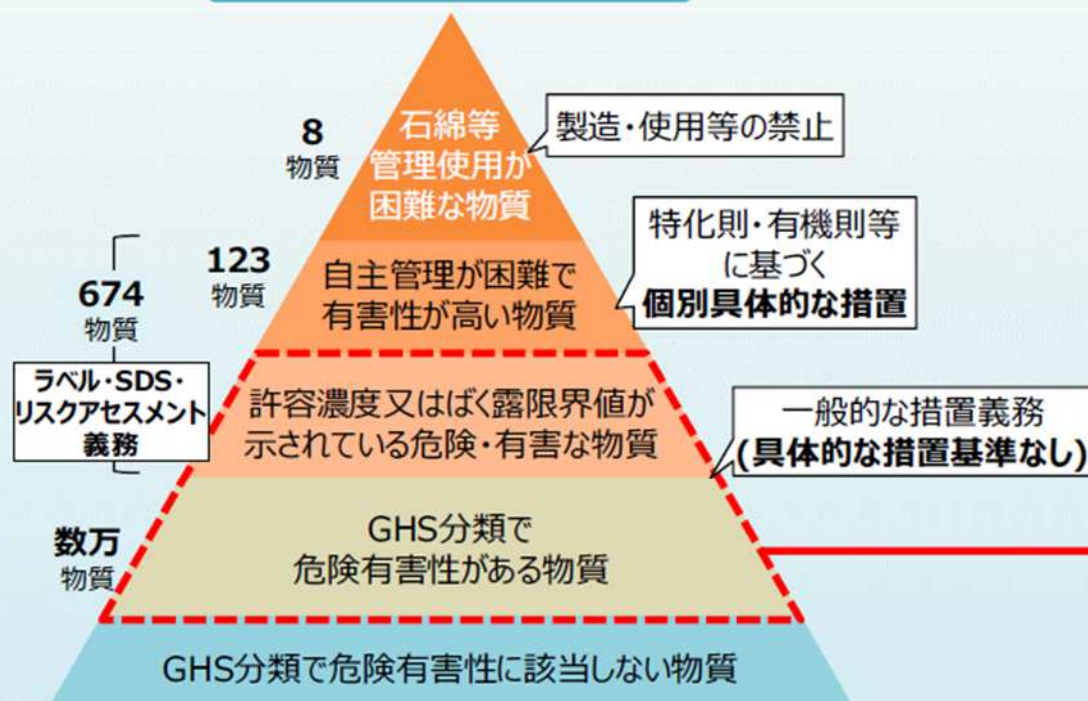 8
物質
石綿等
管理使用が
困難な物質
製造・使用等の禁止
123
物質
自主管理が困難で
有害性が高い物質
特化則・有機則等
に基づく
個別具体的な措置
674
物質
ラベル・SDS・
リスクアセスメント
義務
許容濃度又はばく露限界値が
示されている危険・有害な物質
一般的な措置義務
(具体的な措置基準なし)
数万
物質
GHS分類で
危険有害性がある物質
GHS分類で危険有害性に該当しない物質